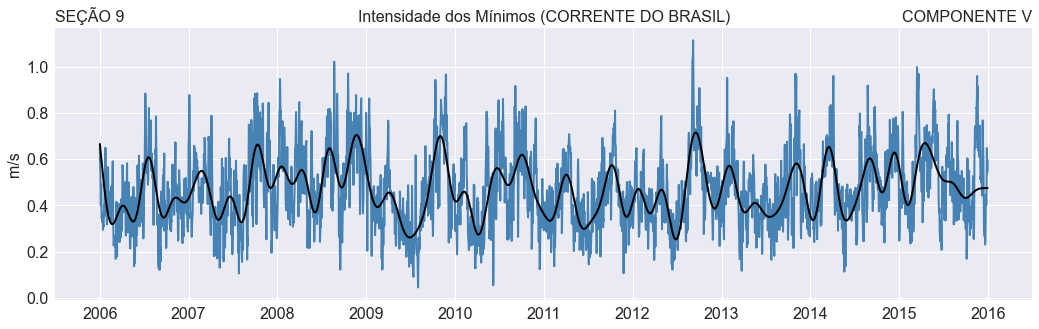 SEÇÃO 9 Intensidade dos Mínimos (CORRENTE DO BRASIL) COMPONENTE V
m/s
1.0
0.8
0.6
0.4
0.2
0.0
2006 2007 2008 2009 2010 2011 2012 2013 2014 2015 2016